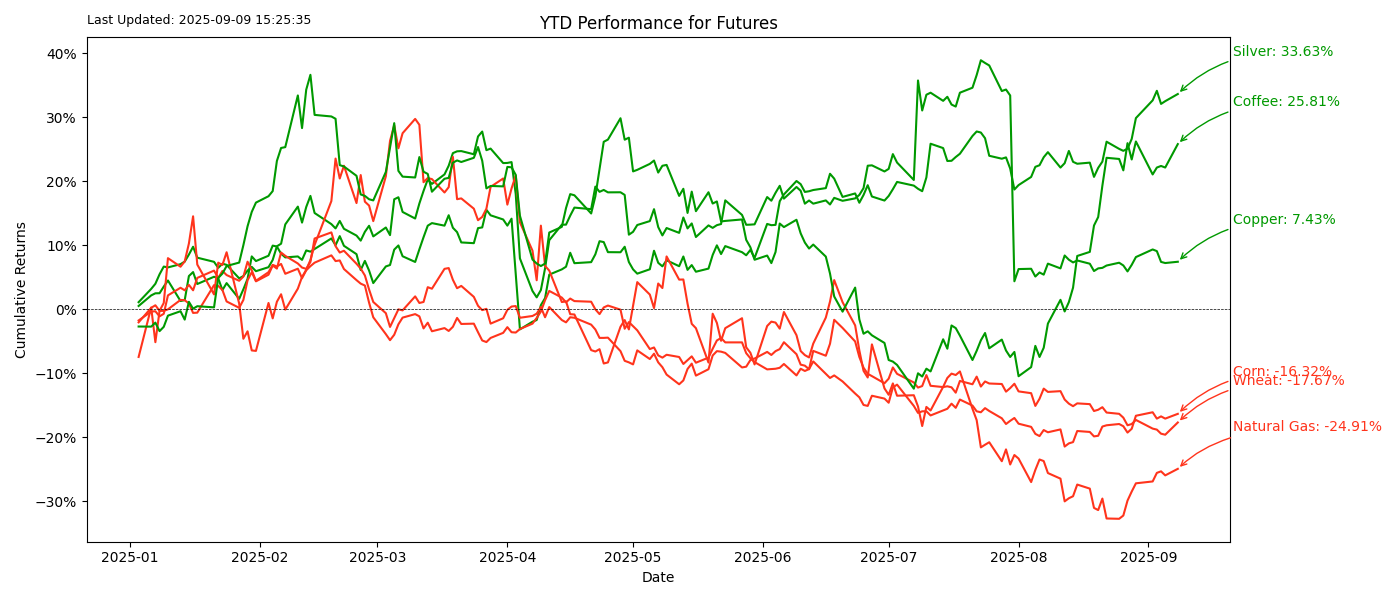 Last Updated: 2025-09-09 15:25:35
YTD Performance for Futures
Cumulative Returns
40%
30%
20%
10%
0%
−10%
−20%
−30%
Silver: 33.63%
Coffee: 25.81%
Copper: 7.43%
Corn: -16.32%
Wheat: -17.67%
Natural Gas: -24.91%
2025-01
2025-02
2025-03
2025-04
2025-05
2025-06
2025-07
2025-08
2025-09
Date